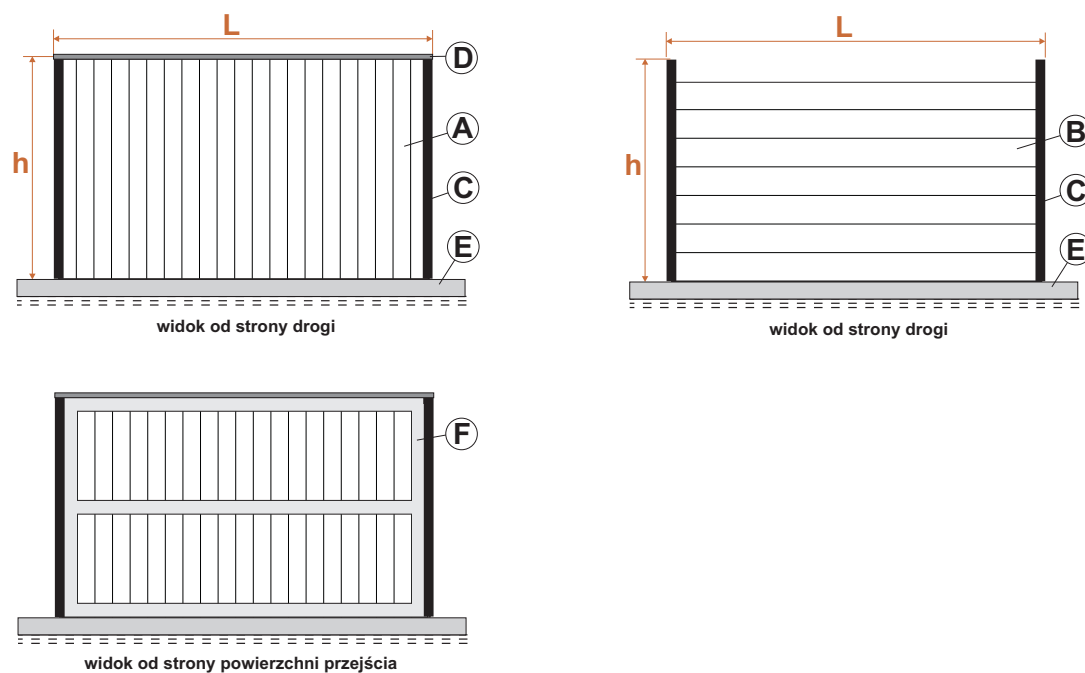 L
D
A
h
C
E
widok od strony drogi
L
B
h
C
E
widok od strony drogi
F
widok od strony powierzchni przejścia